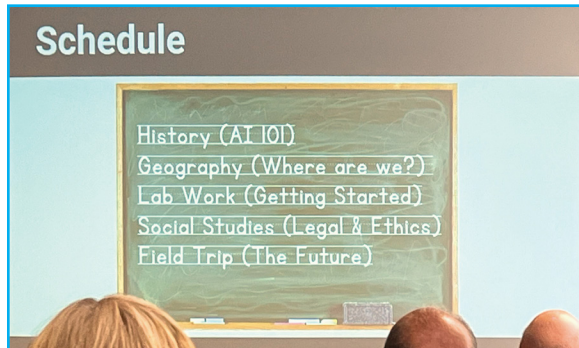 Schedule
History (AI 101)
Geography (Where are we?)
Lab Work (Getting Started)
Social Studies (Legal & Ethics)
Field Trip (The Future)